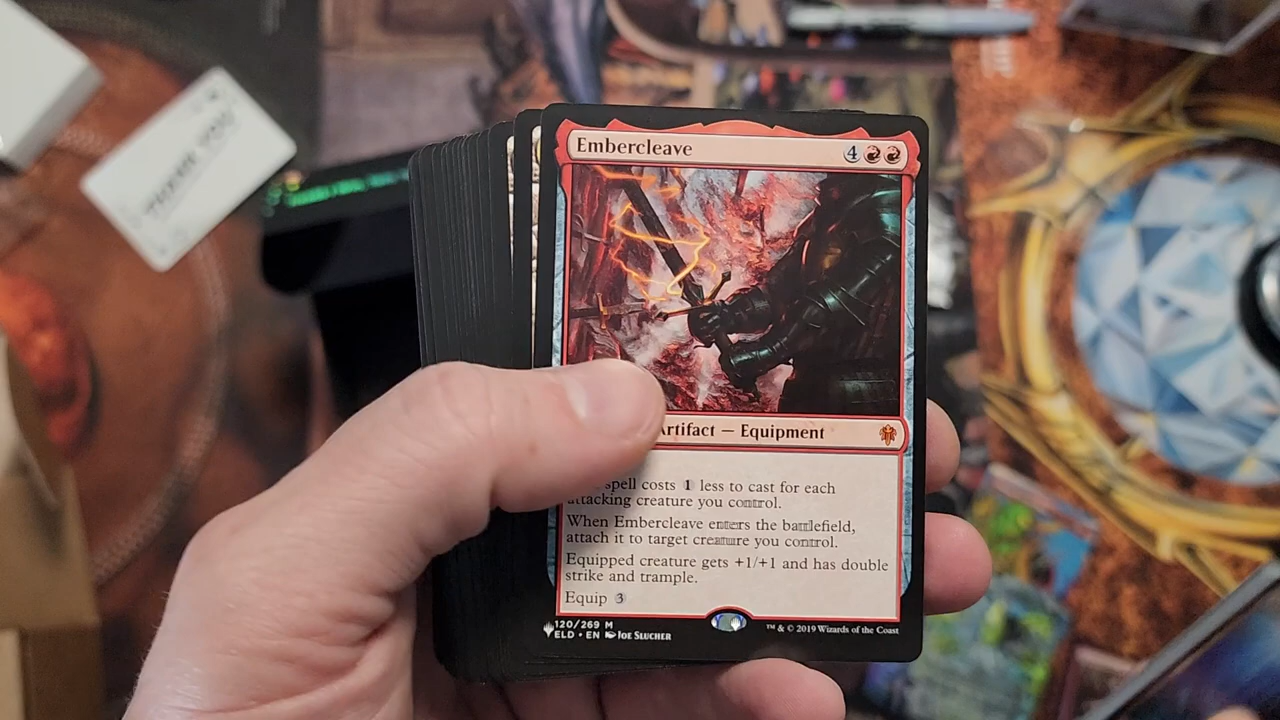 Embercleave 4
Artifact — Equipment
spell costs 1 less to cast for each
attacking creature you control.
When Embercleave enters the battlefield,
attach it to target creature you control.
Equipped creature gets +1/+1 and has double
strike and trample.
Equip 3
120/269 M
ELD • EN Joe Slucher
™ & © 2019 Wizards of the Coast